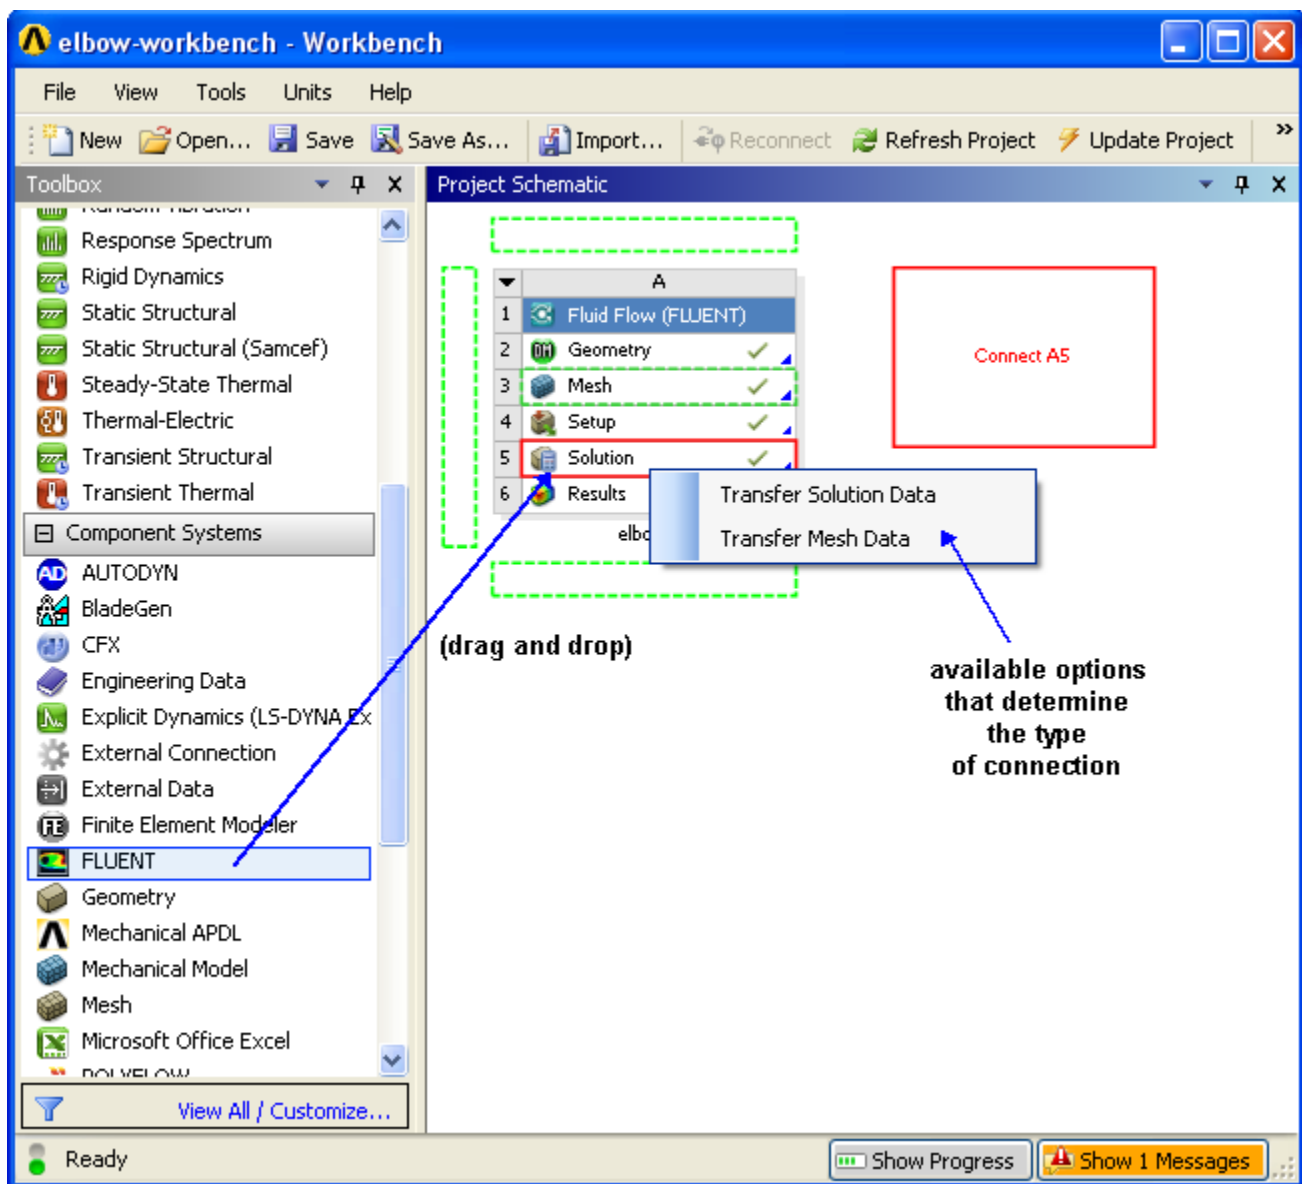 elbow-workbench - Workbench
File View Tools Units Help
New Open... Save Save As... Import... Reconnect Refresh Project Update Project »
Toolbox
Project Schematic
Random Vibration
Response Spectrum
Rigid Dynamics
Static Structural
Static Structural (Samcef)
Steady-State Thermal
Thermal-Electric
Transient Structural
Transient Thermal
Component Systems
AUTODYN
BladeGen
CFX
Engineering Data
Explicit Dynamics (LS-DYNA Ex
External Connection
External Data
Finite Element Modeler
FLUENT
Geometry
Mechanical APDL
Mechanical Model
Mesh
Microsoft Office Excel
POLYFLOW
View All / Customize...
A
1 Fluid Flow (FLUENT)
2 Geometry
3 Mesh
4 Setup
5 Solution
6 Results
elbo
Connect A5
Transfer Solution Data
Transfer Mesh Data
(drag and drop)
available options
that determine
the type
of connection
Ready
Show Progress
Show 1 Messages